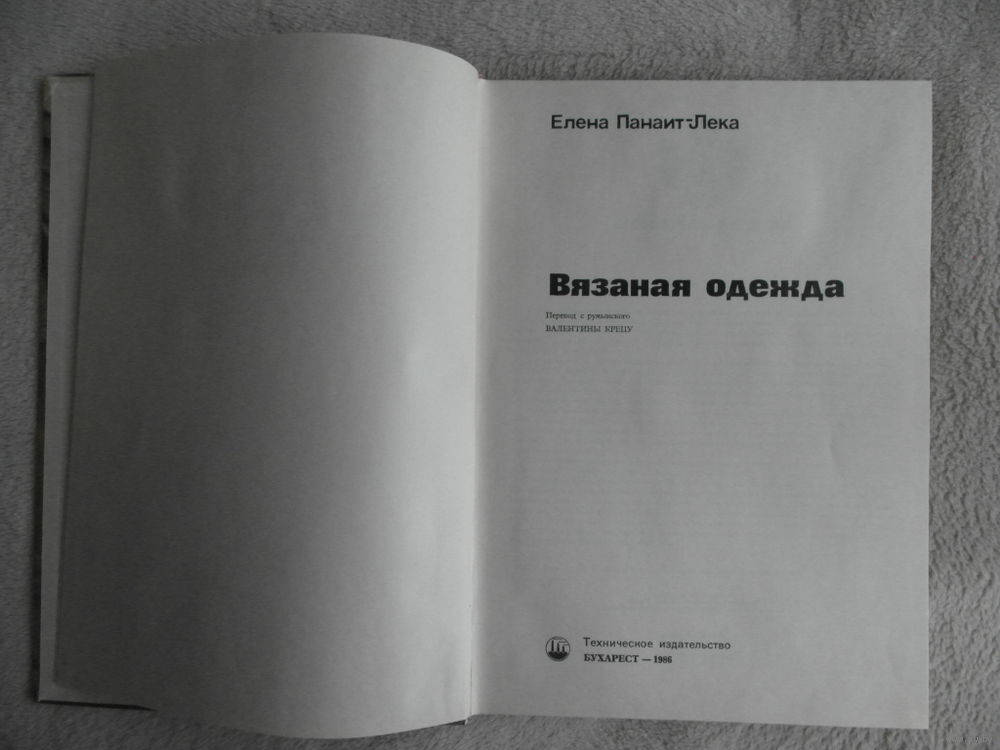 Елена Панаит-Лека
Вязаная одежда
Перевод с румынского
ВАЛЕНТИНЫ КРЕЦУ
Техническое издательство
БУХАРЕСТ — 1986